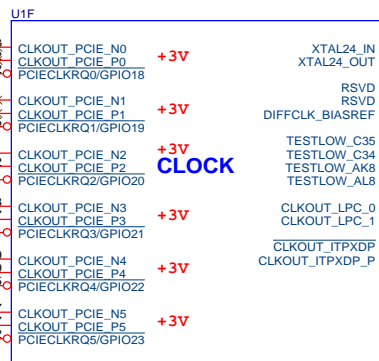 U1F
CLKOUT_PCIE_N0
CLKOUT_PCIE_P0
PCIECLKRQ0/GPIO18
+3V
CLKOUT_PCIE_N1
CLKOUT_PCIE_P1
PCIECLKRQ1/GPIO19
+3V
CLKOUT_PCIE_N2
CLKOUT_PCIE_P2
PCIECLKRQ2/GPIO20
+3V
CLOCK
CLKOUT_PCIE_N3
CLKOUT_PCIE_P3
PCIECLKRQ3/GPIO21
+3V
CLKOUT_PCIE_N4
CLKOUT_PCIE_P4
PCIECLKRQ4/GPIO22
+3V
CLKOUT_PCIE_N5
CLKOUT_PCIE_P5
PCIECLKRQ5/GPIO23
+3V
XTAL24_IN
XTAL24_OUT
RSVD
RSVD
DIFFCLK_BIASREF
TESTLOW_C35
TESTLOW_C34
TESTLOW_AK8
TESTLOW_AL8
CLKOUT_LPC_0
CLKOUT_LPC_1
CLKOUT_ITPXDP
CLKOUT_ITPXDP_P